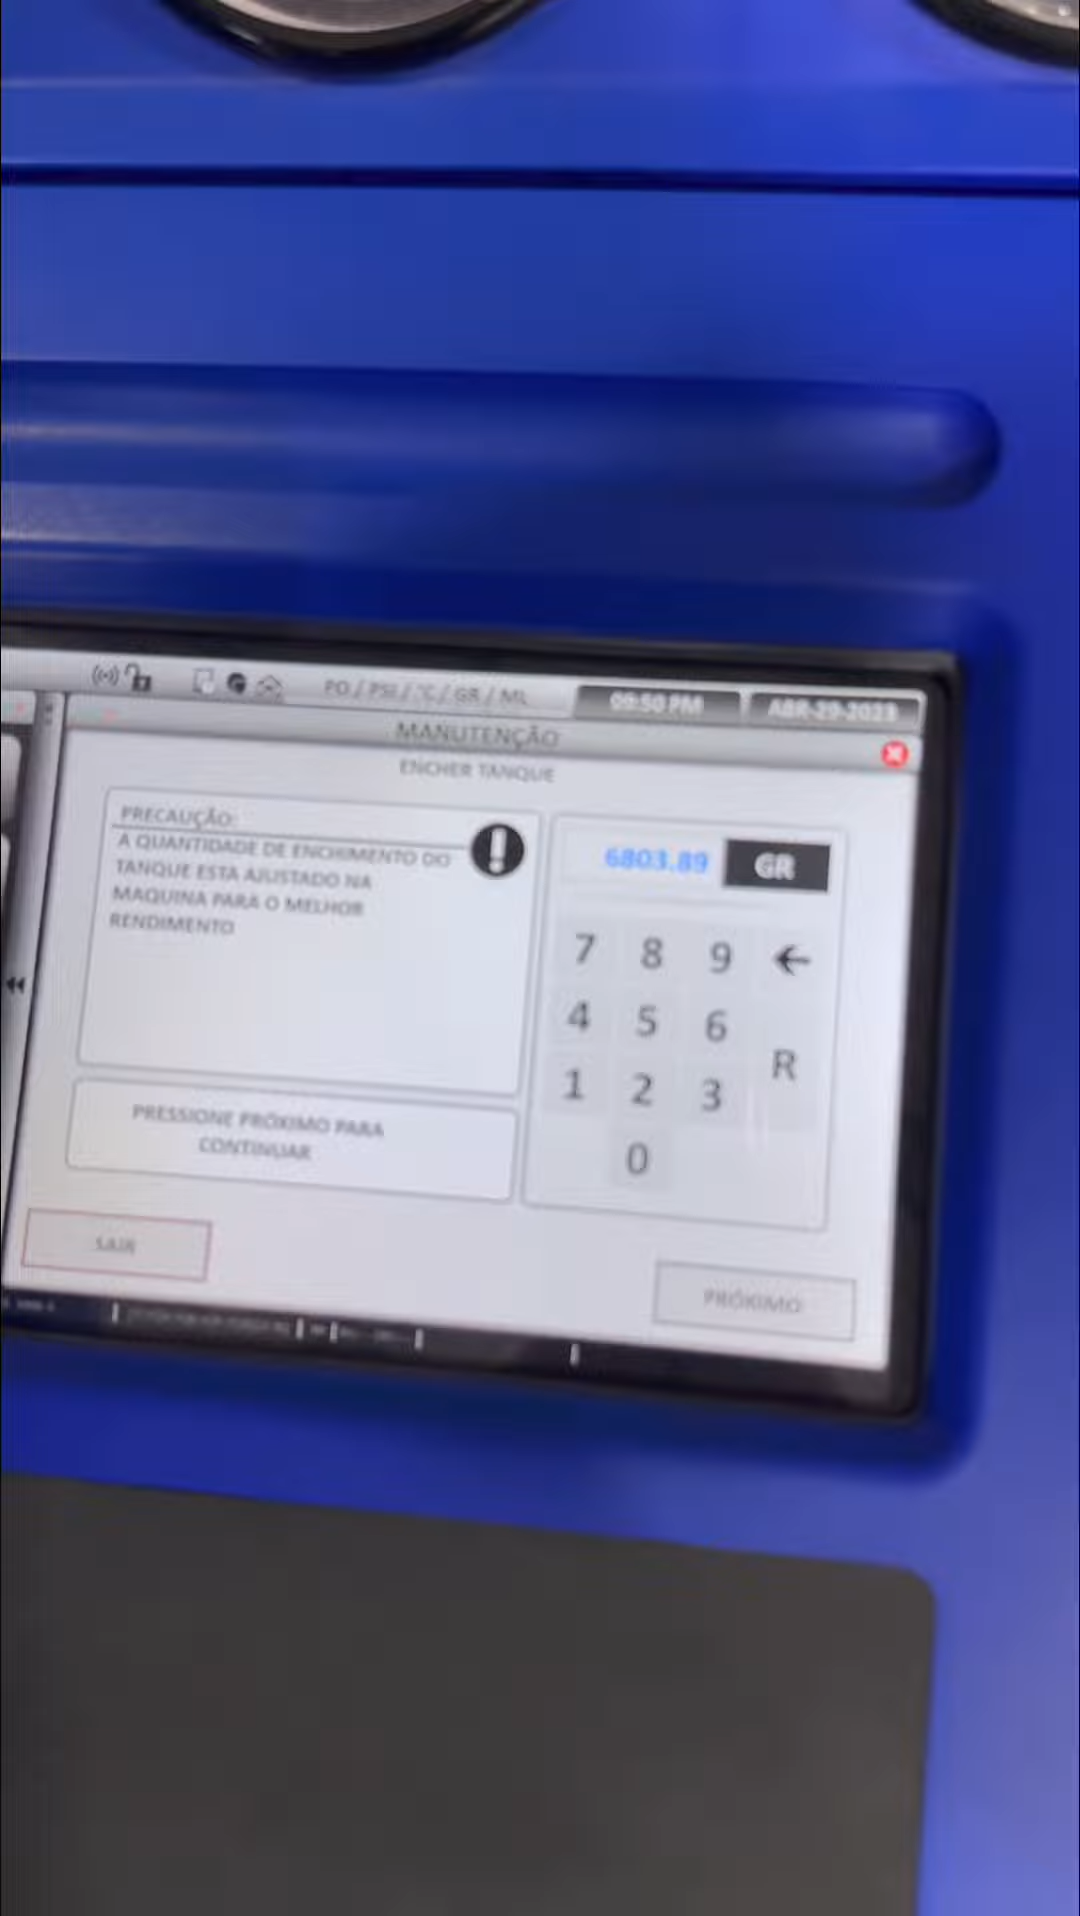 PO / PSI / °C / GR / ML
09:50 PM
ABR-29-2023
MANUTENÇÃO
ENCHER TANQUE
PRECAUÇÃO:
A QUANTIDADE DE ENCHIMENTO DO
TANQUE ESTA AJUSTADO NA
MAQUINA PARA O MELHOR
RENDIMENTO
6803.89 GR
7 8 9 ←
4 5 6
R
1 2 3
0
PRESSIONE PRÓXIMO PARA
CONTINUAR
SAIR
PRÓXIMO